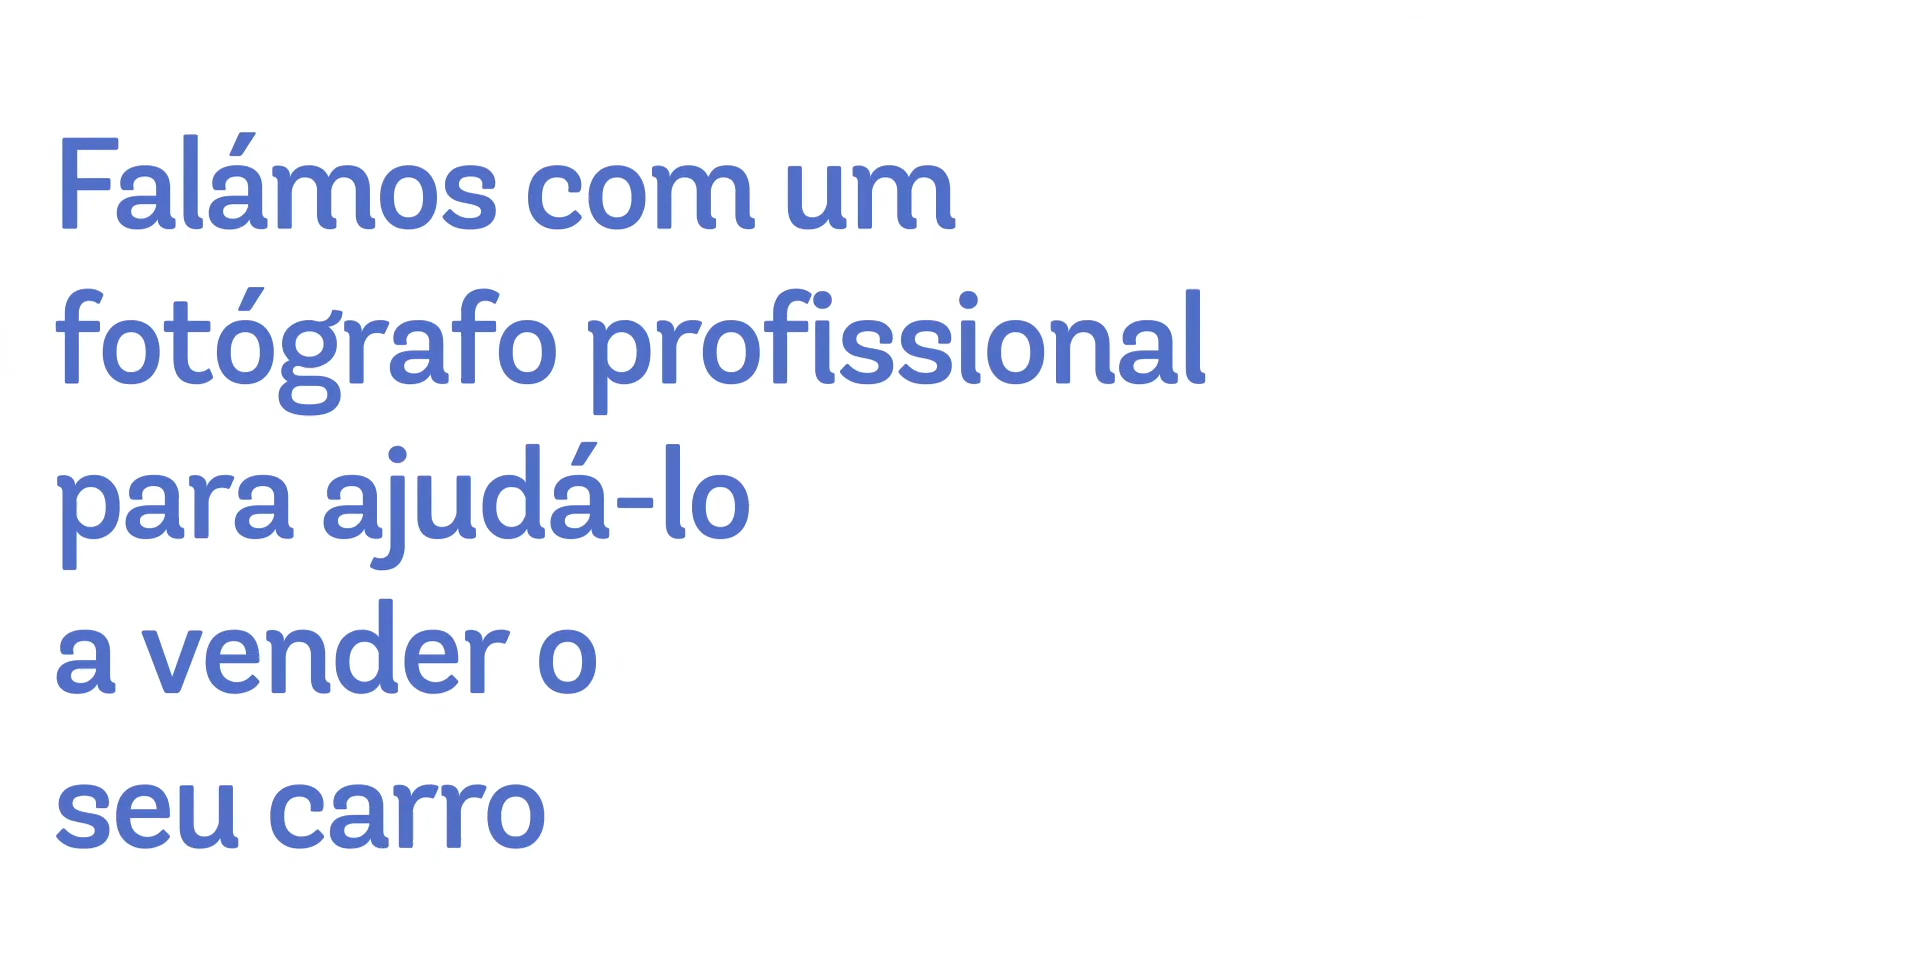 Falámos com um
fotógrafo profissional
para ajudá-lo
a vender o
seu carro